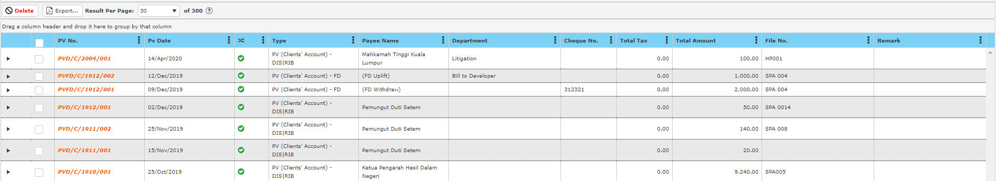 Delete Export... Result Per Page: 30 of 300 ?
Drag a column header and drop it here to group by that column
PV No. Pv Date Type Payee Name Department Cheque No. Total Tax Total Amount File No. Remark
PVD/C/2004/001 14/Apr/2020 PV (Clients' Account) - DIS|RIB Mahkamah Tinggi Kuala Lumpur Litigation 0.00 100.00 HP001
PVFD/C/1912/002 12/Dec/2019 PV (Clients' Account) - FD (FD Uplift) Bill to Developer 0.00 1,000.00 SPA 004
PVFD/C/1912/001 09/Dec/2019 PV (Clients' Account) - FD (FD Withdraw) 312321 0.00 2,000.00 SPA 004
PVD/C/1912/001 02/Dec/2019 PV (Clients' Account) - DIS|RIB Pemungut Duti Setem 0.00 50.00 SPA 0014
PVD/C/1911/002 25/Nov/2019 PV (Clients' Account) - DIS|RIB Pemungut Duti Setem 0.00 140.00 SPA 008
PVD/C/1911/001 15/Nov/2019 PV (Clients' Account) - DIS|RIB Pemungut Duti Setem 0.00 20.00
PVD/C/1910/001 25/Oct/2019 PV (Clients' Account) - DIS|RIB Ketua Pengarah Hasil Dalam Negeri 0.00 9,240.00 SPA005